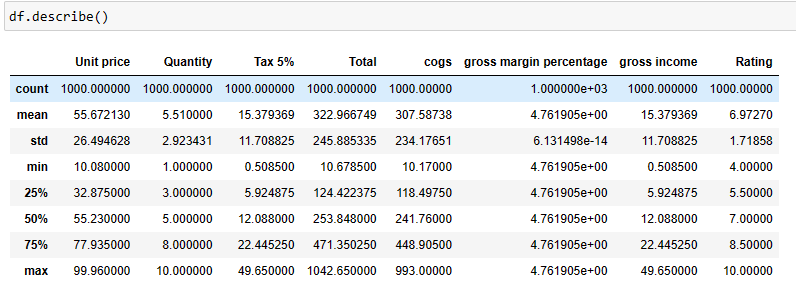 df.describe()
Unit price Quantity Tax 5% Total cogs gross margin percentage gross income Rating
count 1000.000000 1000.000000 1000.000000 1000.000000 1000.00000 1.000000e+03 1000.000000 1000.00000
mean 55.672130 5.510000 15.379369 322.966749 307.58738 4.761905e+00 15.379369 6.97270
std 26.494628 2.923431 11.708825 245.885335 234.17651 6.131498e-14 11.708825 1.71858
min 10.080000 1.000000 0.508500 10.678500 10.17000 4.761905e+00 0.508500 4.00000
25% 32.875000 3.000000 5.924875 124.422375 118.49750 4.761905e+00 5.924875 5.50000
50% 55.230000 5.000000 12.088000 253.848000 241.76000 4.761905e+00 12.088000 7.00000
75% 77.935000 8.000000 22.445250 471.350250 448.90500 4.761905e+00 22.445250 8.50000
max 99.960000 10.000000 49.650000 1042.650000 993.00000 4.761905e+00 49.650000 10.00000